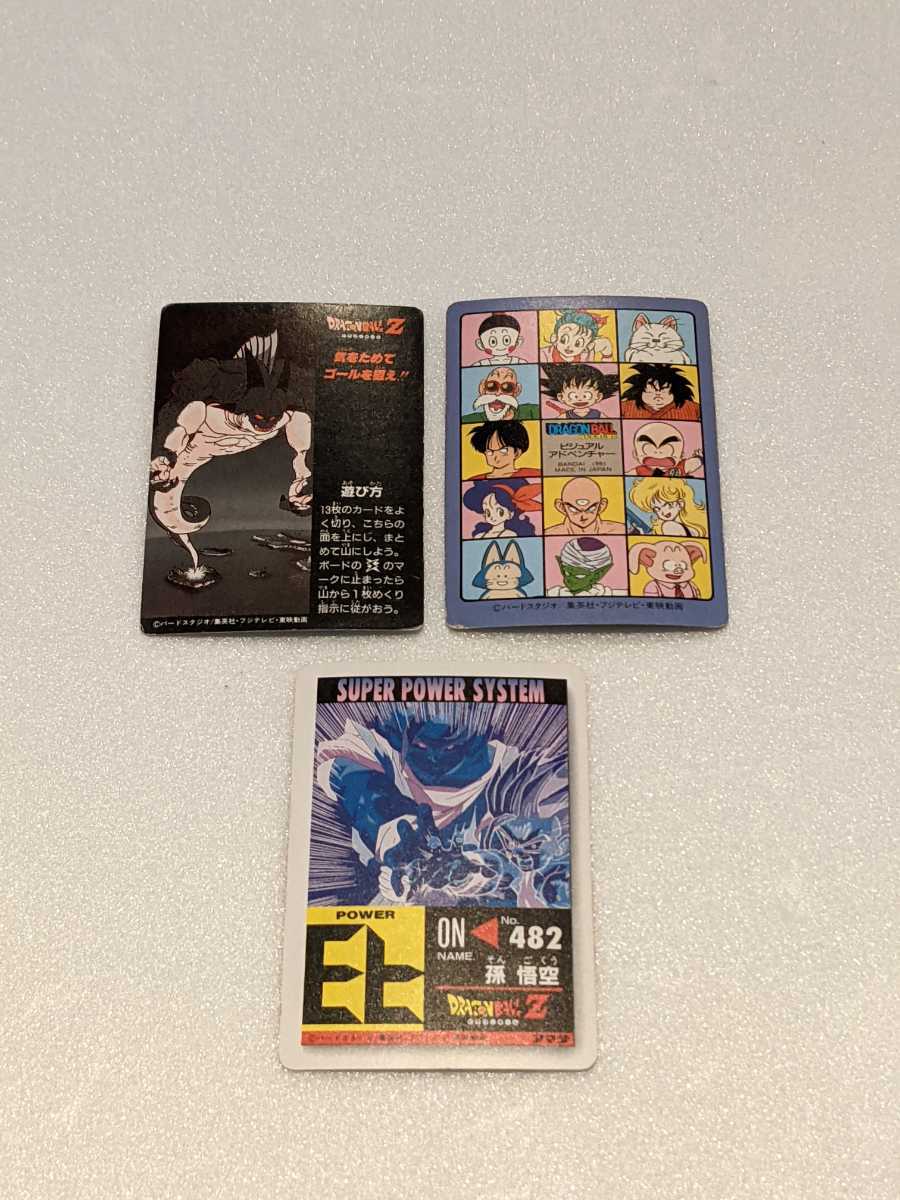 DRAGON BALL Z
気をためて
ゴールを狙え!!
遊び方
13枚のカードをよ
く切り、こちらの
面を上にし、まと
めて山にしよう。
ボードの のマ
ークに止まったら
山から1枚めくり
指示に従がおう。
©バードスタジオ/集英社・フジテレビ・東映動画
DRAGON BALL
ビジュアル
アドベンチャー
BANDAI
MADE IN JAPAN
©バードスタジオ 集英社・フジテレビ・東映動画
SUPER POWER SYSTEM
POWER
ON
No.
482
NAME.
そん ごくう
孫 悟空
DRAGON BALL Z